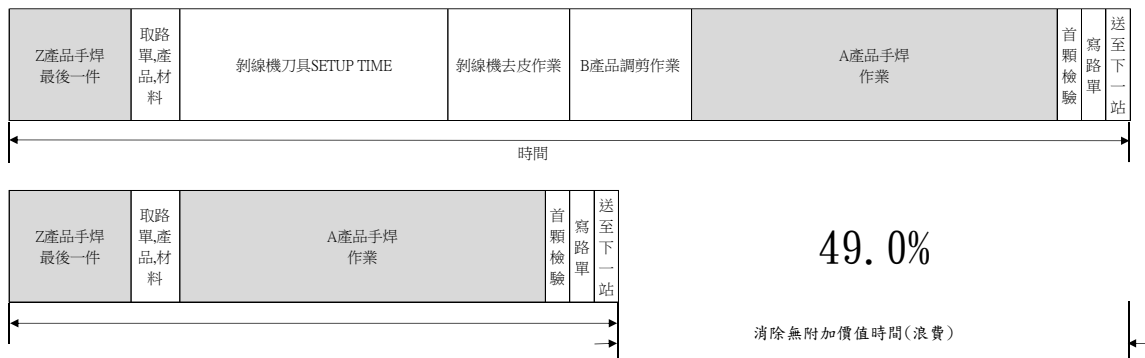 Z產品手焊
最後一件
取路
單,產
品,材
料
剝線機刀具SETUP TIME
剝線機去皮作業
B產品調剪作業
A產品手焊
作業
首顆檢驗
寫路單
送至下一站
時間
Z產品手焊
最後一件
取路
單,產
品,材
料
A產品手焊
作業
首顆檢驗
寫路單
送至下一站
49.0%
消除無附加價值時間(浪費)